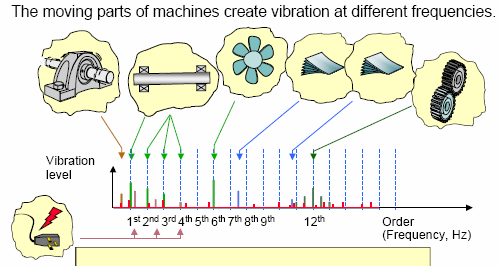 The moving parts of machines create vibration at different frequencies.
Vibration
level
1st 2nd 3rd 4th 5th 6th 7th 8th 9th 12th
Order
(Frequency, Hz)